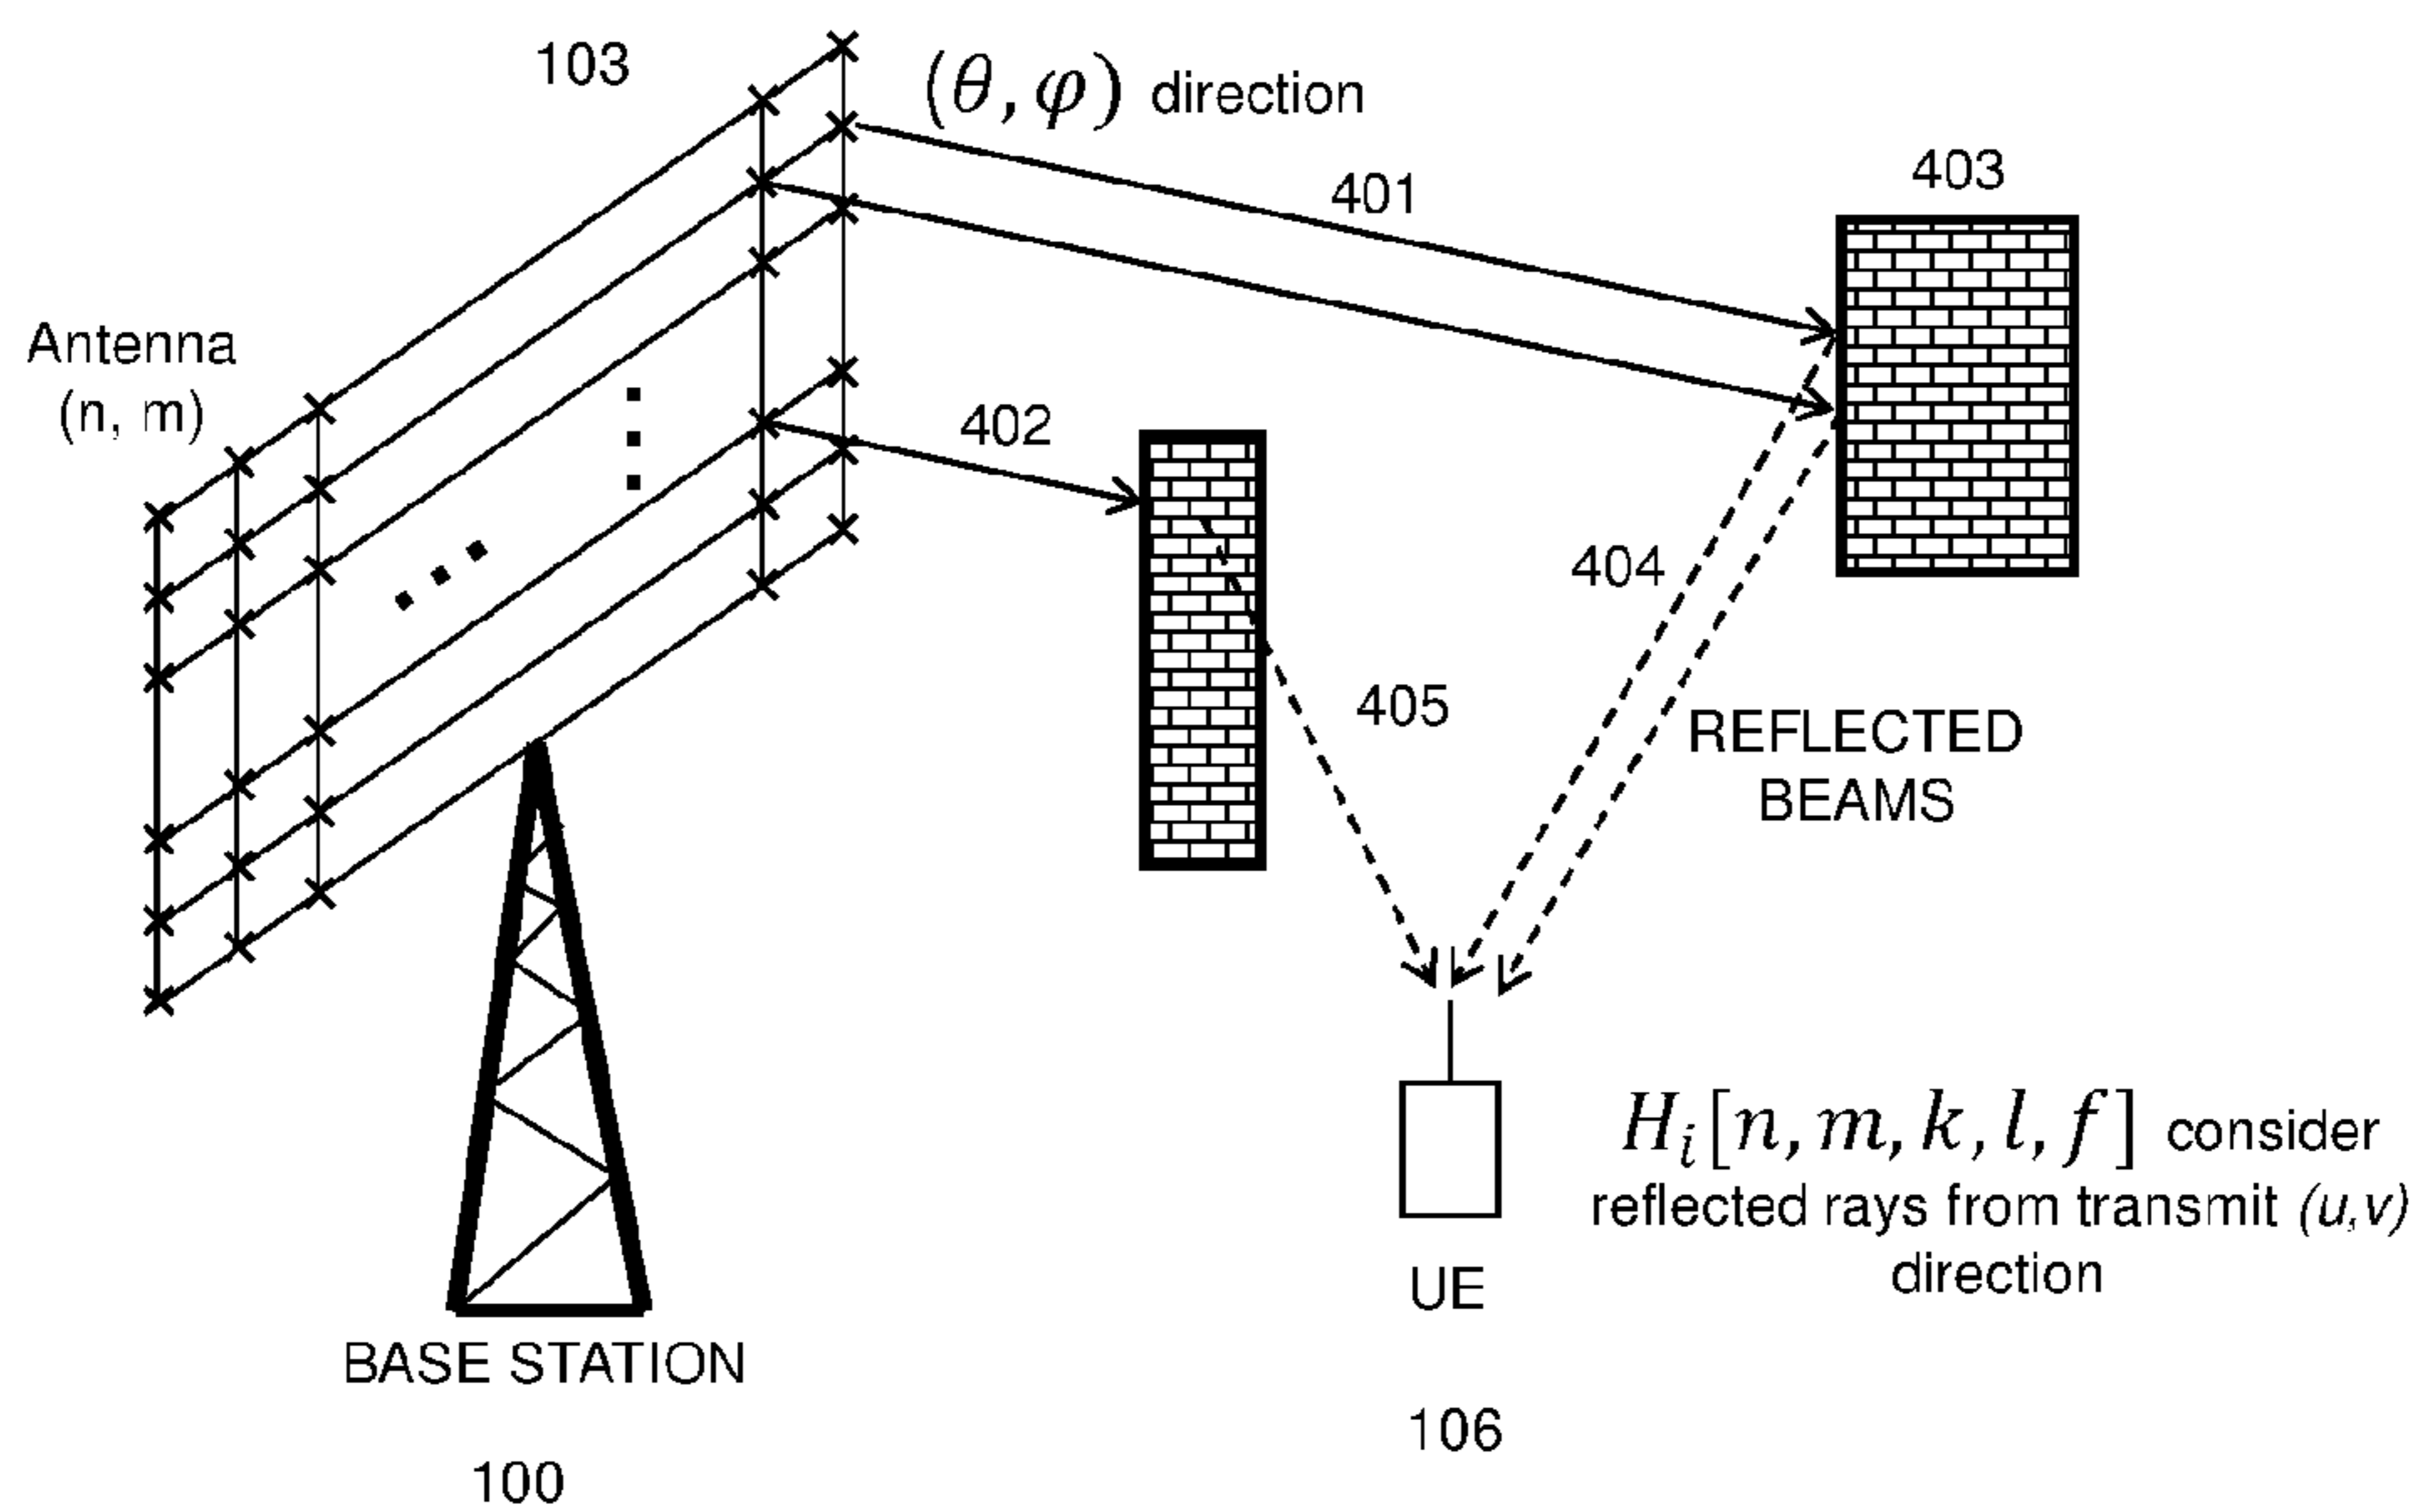 103
(θ, φ) direction
401
403
Antenna
(n, m)
402
404
405
REFLECTED
BEAMS
H_i[n, m, k, l, f] consider
reflected rays from transmit (u,v)
direction
UE
BASE STATION
106
100